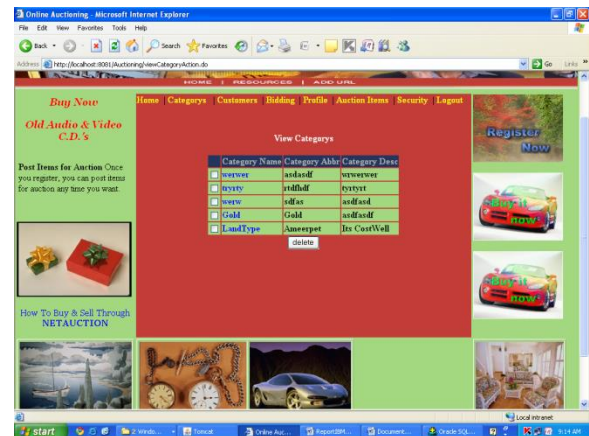 Online Auctioning - Microsoft Internet Explorer
File Edit View Favorites Tools Help
Back Search Favorites
Address http://localhost:8081/Auctioning/viewCategoryAction.do Go Links
HOME | RESOURCES | ADD URL
Buy Now
Old Audio & Video
C.D.'s
Post Items for Auction Once
you register, you can post items
for auction any time you want.
How To Buy & Sell Through
NETAUCTION
Home | Categorys | Customers | Bidding | Profile | Auction Items | Security | Logout
View Categorys
Category Name Category Abbr Category Desc
werwer asdasdf wrwerwer
tryrty rtdfhdf tyrtyrt
werw sdfas asdfasd
Gold Gold asdfasdf
LandType Ameerpet Its CostWell
delete
Register
Now
Buy it
now
Buy it
now
Local intranet
start 2 Windo... Tomcat Online Auc... ReportIBM... Document... Oracle SQL... 9:14 AM